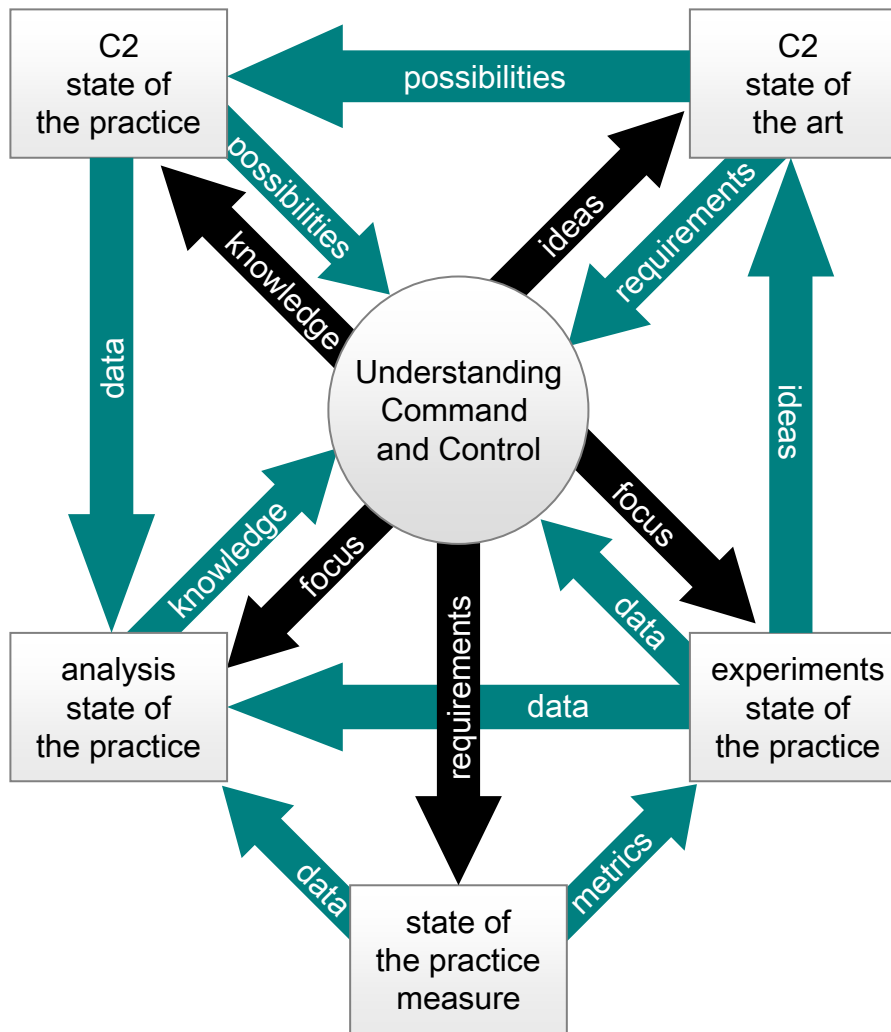 C2
state of
the practice
possibilities
C2
state of
the art
possibilities
knowledge
ideas
requirements
data
Understanding
Command
and Control
ideas
knowledge
focus
requirements
focus
data
analysis
state of
the practice
data
experiments
state of
the practice
data
metrics
state of
the practice
measure